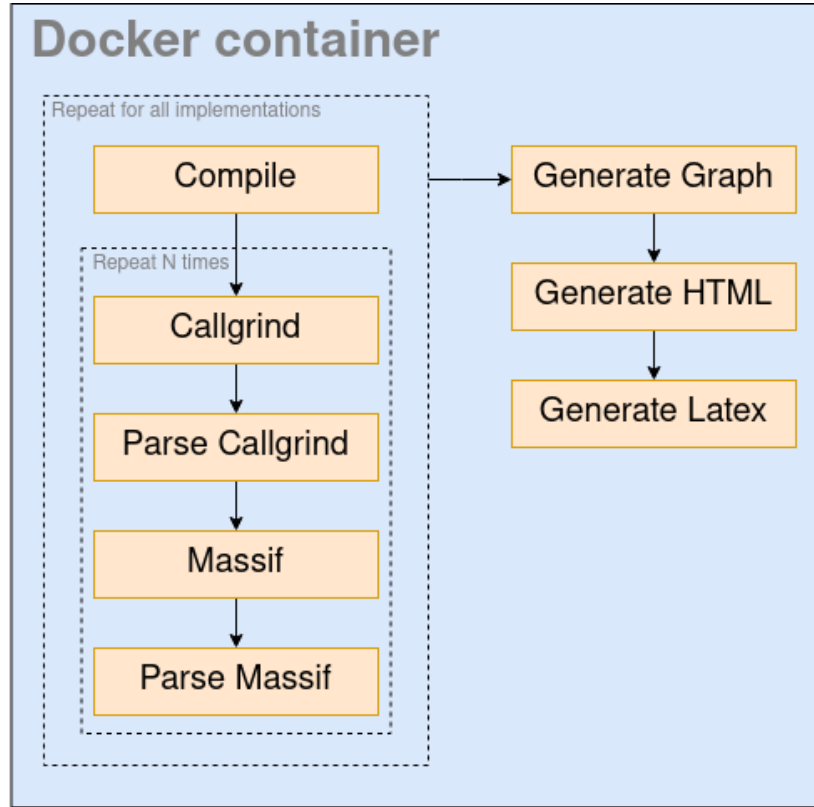 Docker container
Repeat for all implementations
Compile
Repeat N times
Callgrind
Parse Callgrind
Massif
Parse Massif
Generate Graph
Generate HTML
Generate Latex